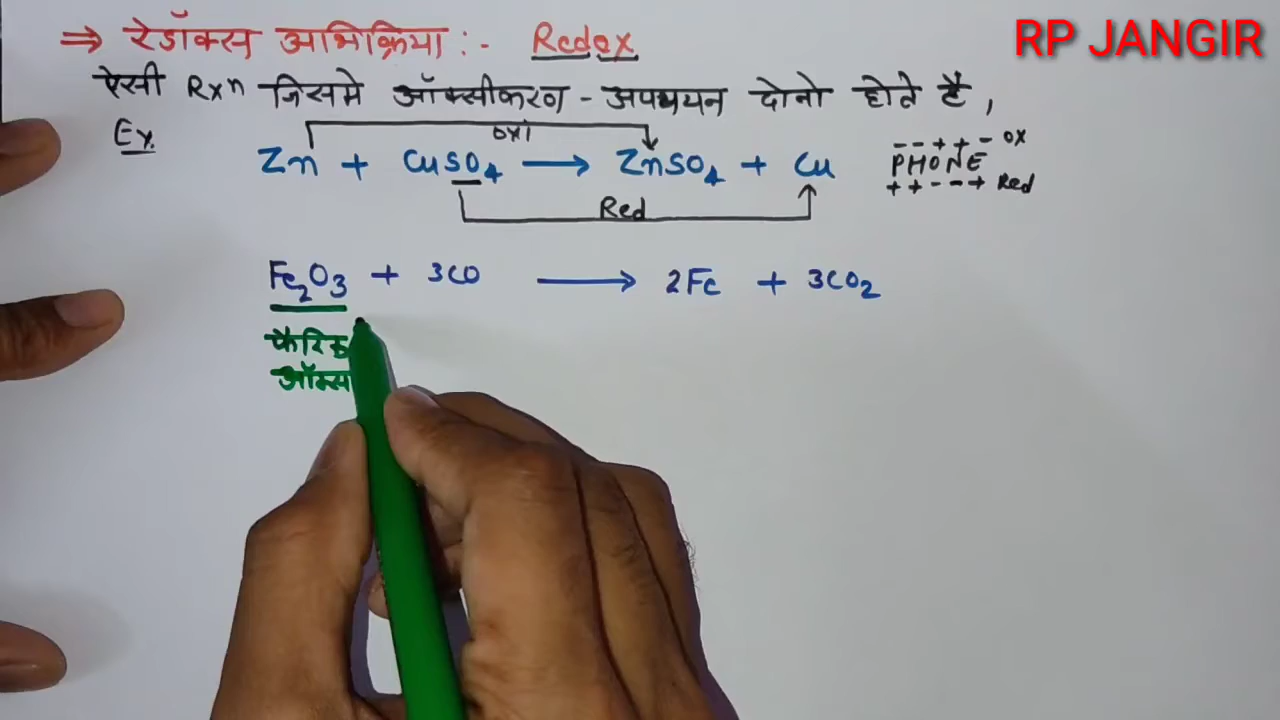 RP JANGIR
⇒ रेडॉक्स अभिक्रिया :- Redox
ऐसी Rxn जिसमे ऑक्सीकरण - अपचयन दोनो होते है,
Ex.
oxi
Zn + CuSO4 ⟶ ZnSO4 + Cu
Red
- - + + - ox
PHONE
+ + - - + Red
Fe2O3 + 3CO ⟶ 2Fe + 3CO2
फैरिक
ऑक्स